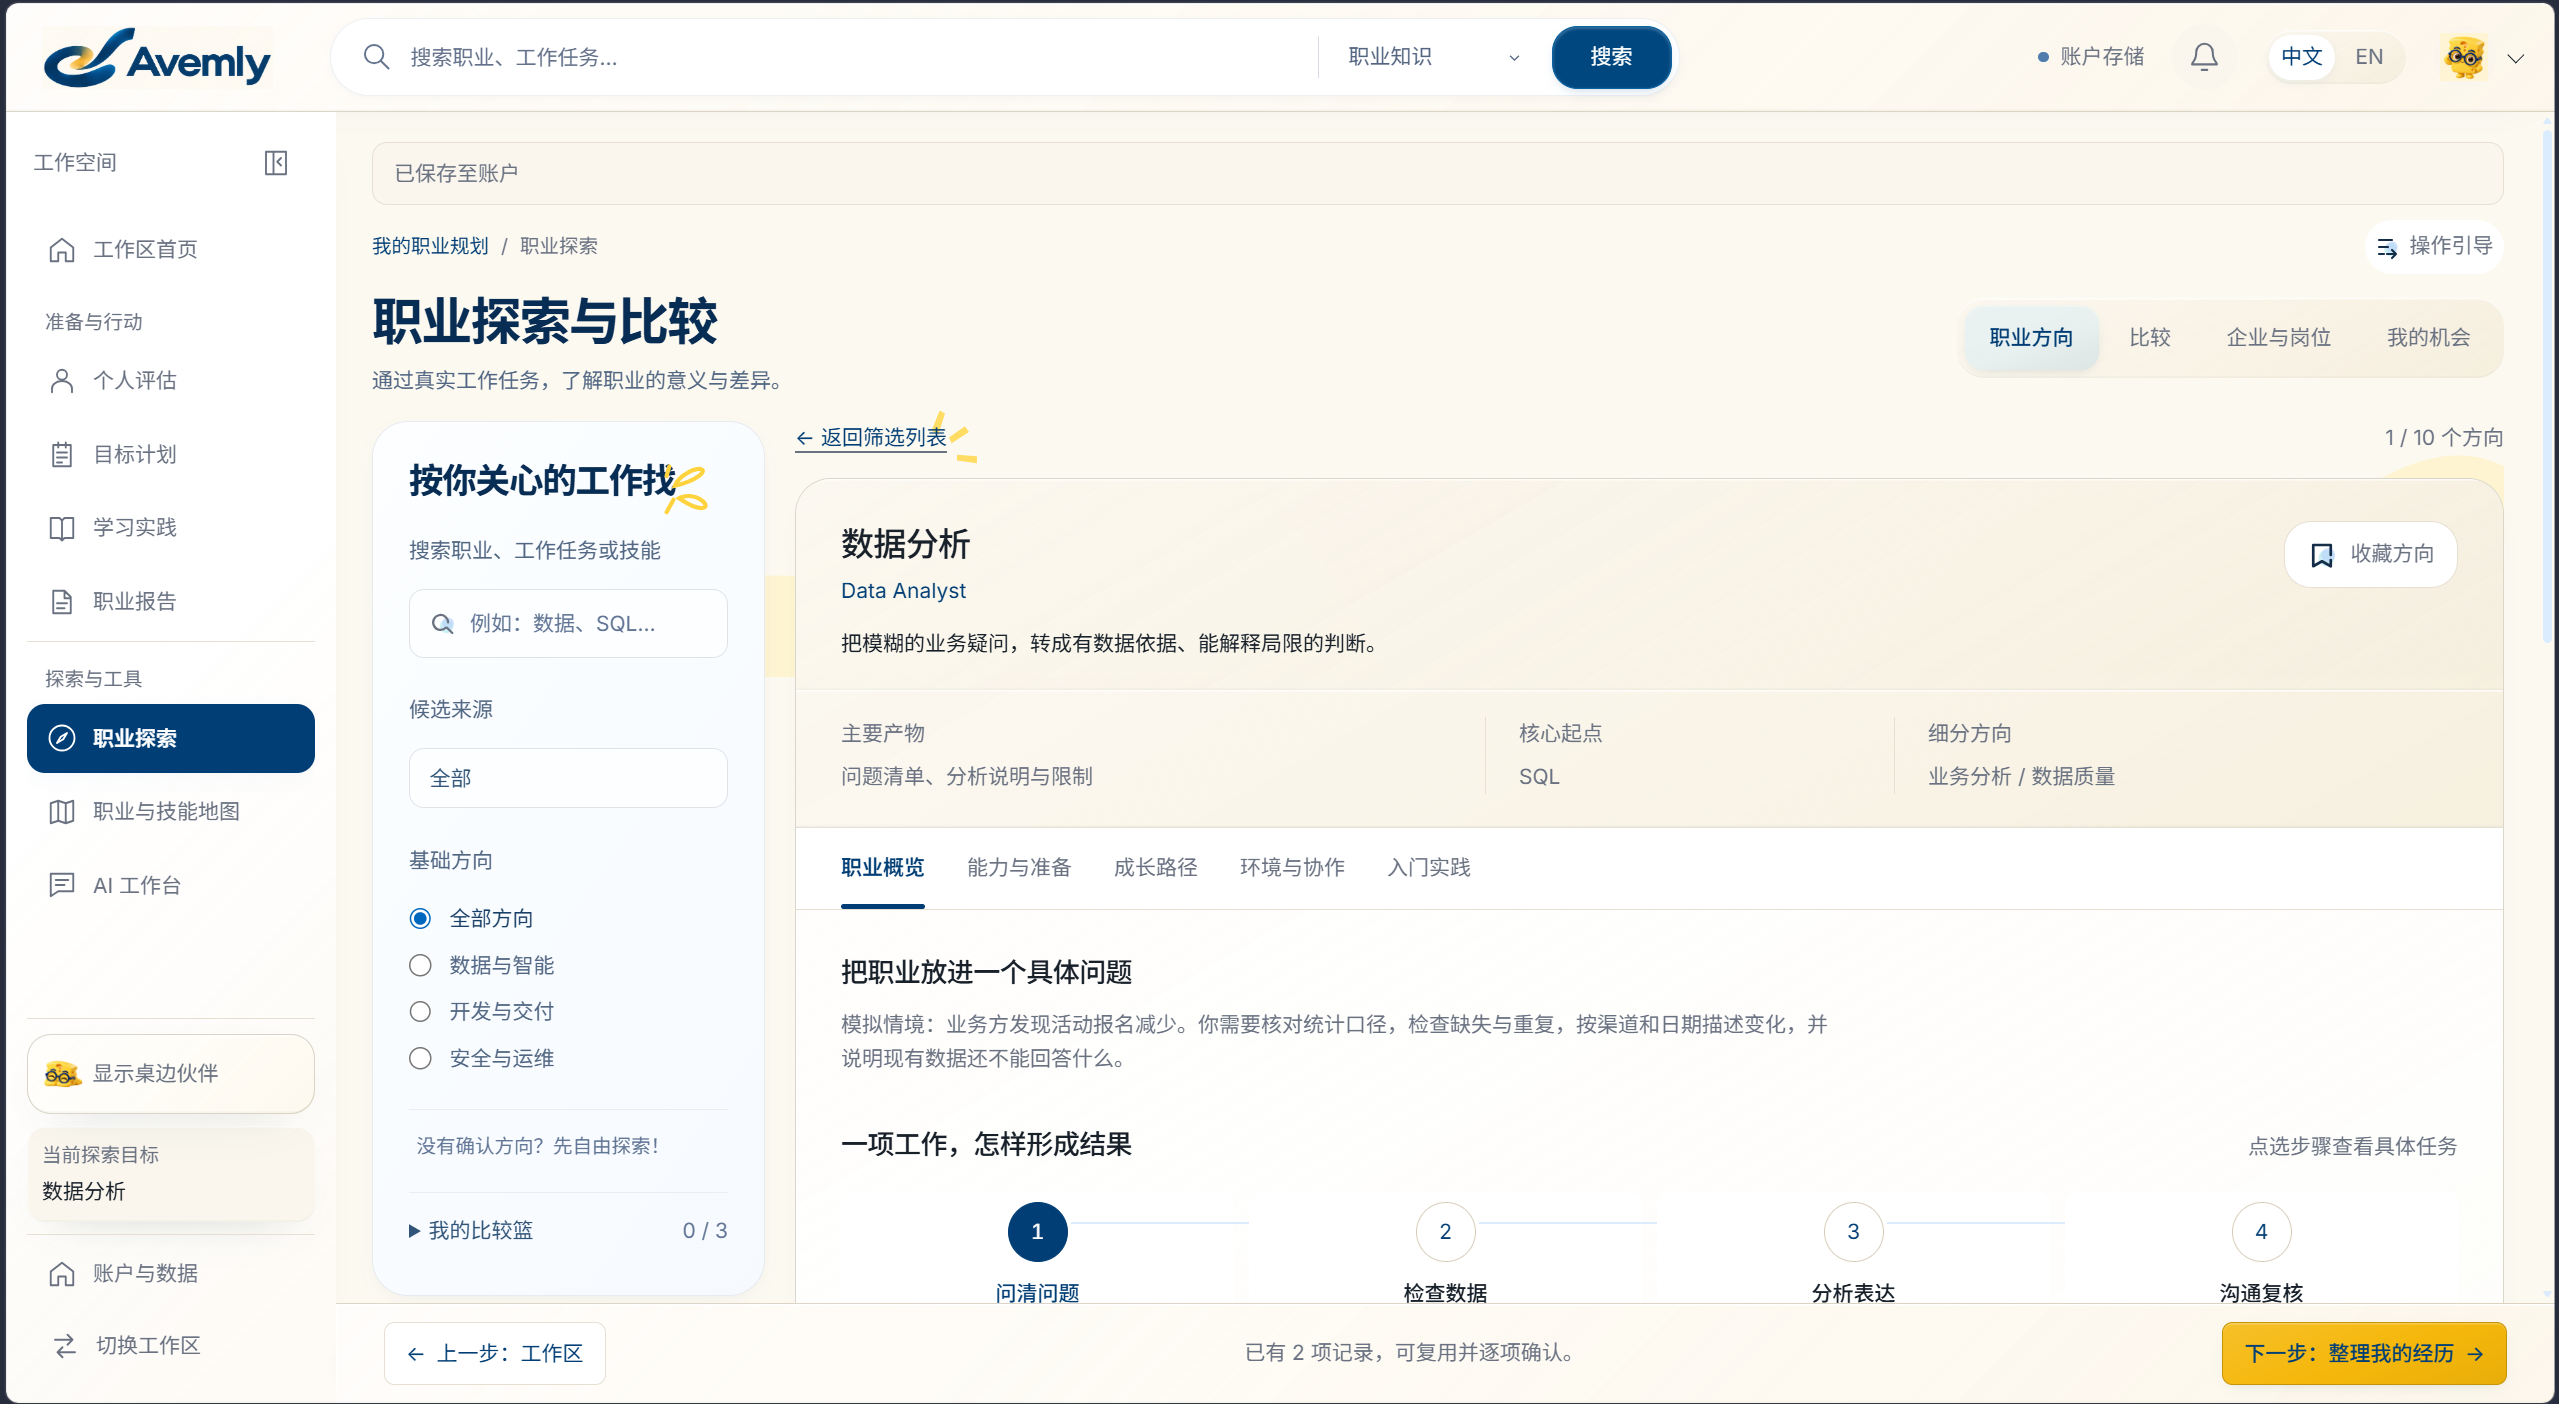 Avemly
搜索职业、工作任务...
职业知识
搜索
账户存储
中文
EN
工作空间
工作区首页
准备与行动
个人评估
目标计划
学习实践
职业报告
探索与工具
职业探索
职业与技能地图
AI 工作台
显示桌边伙伴
当前探索目标
数据分析
账户与数据
切换工作区
已保存至账户
我的职业规划 / 职业探索
操作引导
职业探索与比较
通过真实工作任务，了解职业的意义与差异。
职业方向
比较
企业与岗位
我的机会
按你关心的工作找
搜索职业、工作任务或技能
例如：数据、SQL...
候选来源
全部
基础方向
全部方向
数据与智能
开发与交付
安全与运维
没有确认方向？先自由探索！
▶ 我的比较篮
0 / 3
← 返回筛选列表
1 / 10 个方向
数据分析
Data Analyst
把模糊的业务疑问，转成有数据依据、能解释局限的判断。
收藏方向
主要产物
问题清单、分析说明与限制
核心起点
SQL
细分方向
业务分析 / 数据质量
职业概览
能力与准备
成长路径
环境与协作
入门实践
把职业放进一个具体问题
模拟情境：业务方发现活动报名减少。你需要核对统计口径，检查缺失与重复，按渠道和日期描述变化，并
说明现有数据还不能回答什么。
一项工作，怎样形成结果
点选步骤查看具体任务
1
问清问题
2
检查数据
3
分析表达
4
沟通复核
← 上一步：工作区
已有 2 项记录，可复用并逐项确认。
下一步：整理我的经历 →